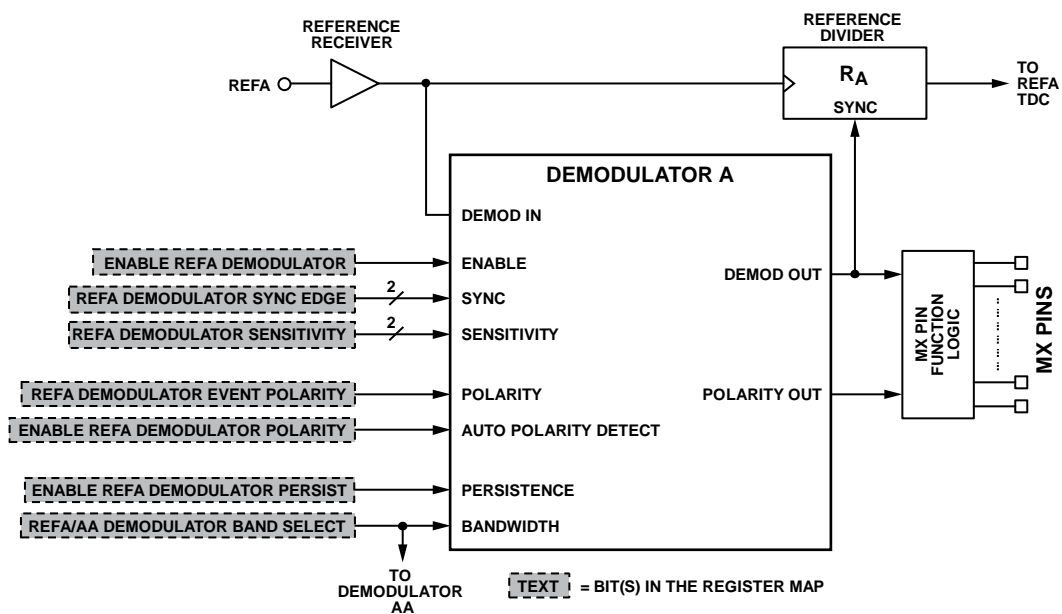 REFERENCE
RECEIVER
REFERENCE
DIVIDER
REFA
RA
SYNC
TO
REFA
TDC
DEMODULATOR A
DEMOD IN
ENABLE REFA DEMODULATOR
ENABLE
REFA DEMODULATOR SYNC EDGE
2
SYNC
REFA DEMODULATOR SENSITIVITY
2
SENSITIVITY
REFA DEMODULATOR EVENT POLARITY
POLARITY
ENABLE REFA DEMODULATOR POLARITY
AUTO POLARITY DETECT
ENABLE REFA DEMODULATOR PERSIST
PERSISTENCE
REFA/AA DEMODULATOR BAND SELECT
BANDWIDTH
DEMOD OUT
POLARITY OUT
MX PIN
FUNCTION
LOGIC
MX PINS
TO
DEMODULATOR
AA
TEXT = BIT(S) IN THE REGISTER MAP